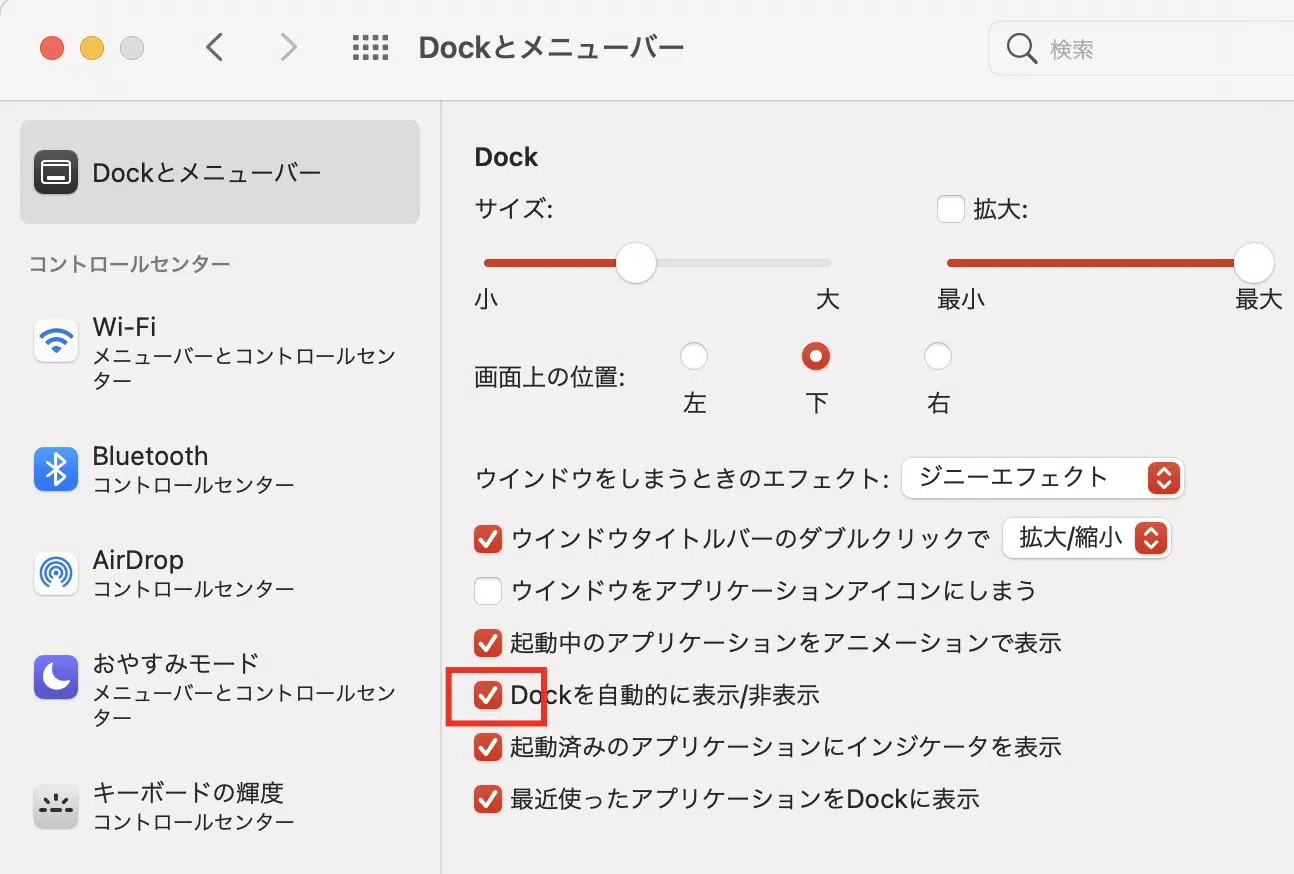 Dockとメニューバー
検索
Dockとメニューバー
コントロールセンター
Wi-Fi
メニューバーとコントロールセン
ター
Bluetooth
コントロールセンター
AirDrop
コントロールセンター
おやすみモード
メニューバーとコントロールセン
ター
キーボードの輝度
コントロールセンター
Dock
サイズ:
拡大:
小
大
最小
最大
画面上の位置:
左
下
右
ウインドウをしまうときのエフェクト: ジニーエフェクト
ウインドウタイトルバーのダブルクリックで 拡大/縮小
ウインドウをアプリケーションアイコンにしまう
起動中のアプリケーションをアニメーションで表示
Dockを自動的に表示/非表示
起動済みのアプリケーションにインジケータを表示
最近使ったアプリケーションをDockに表示